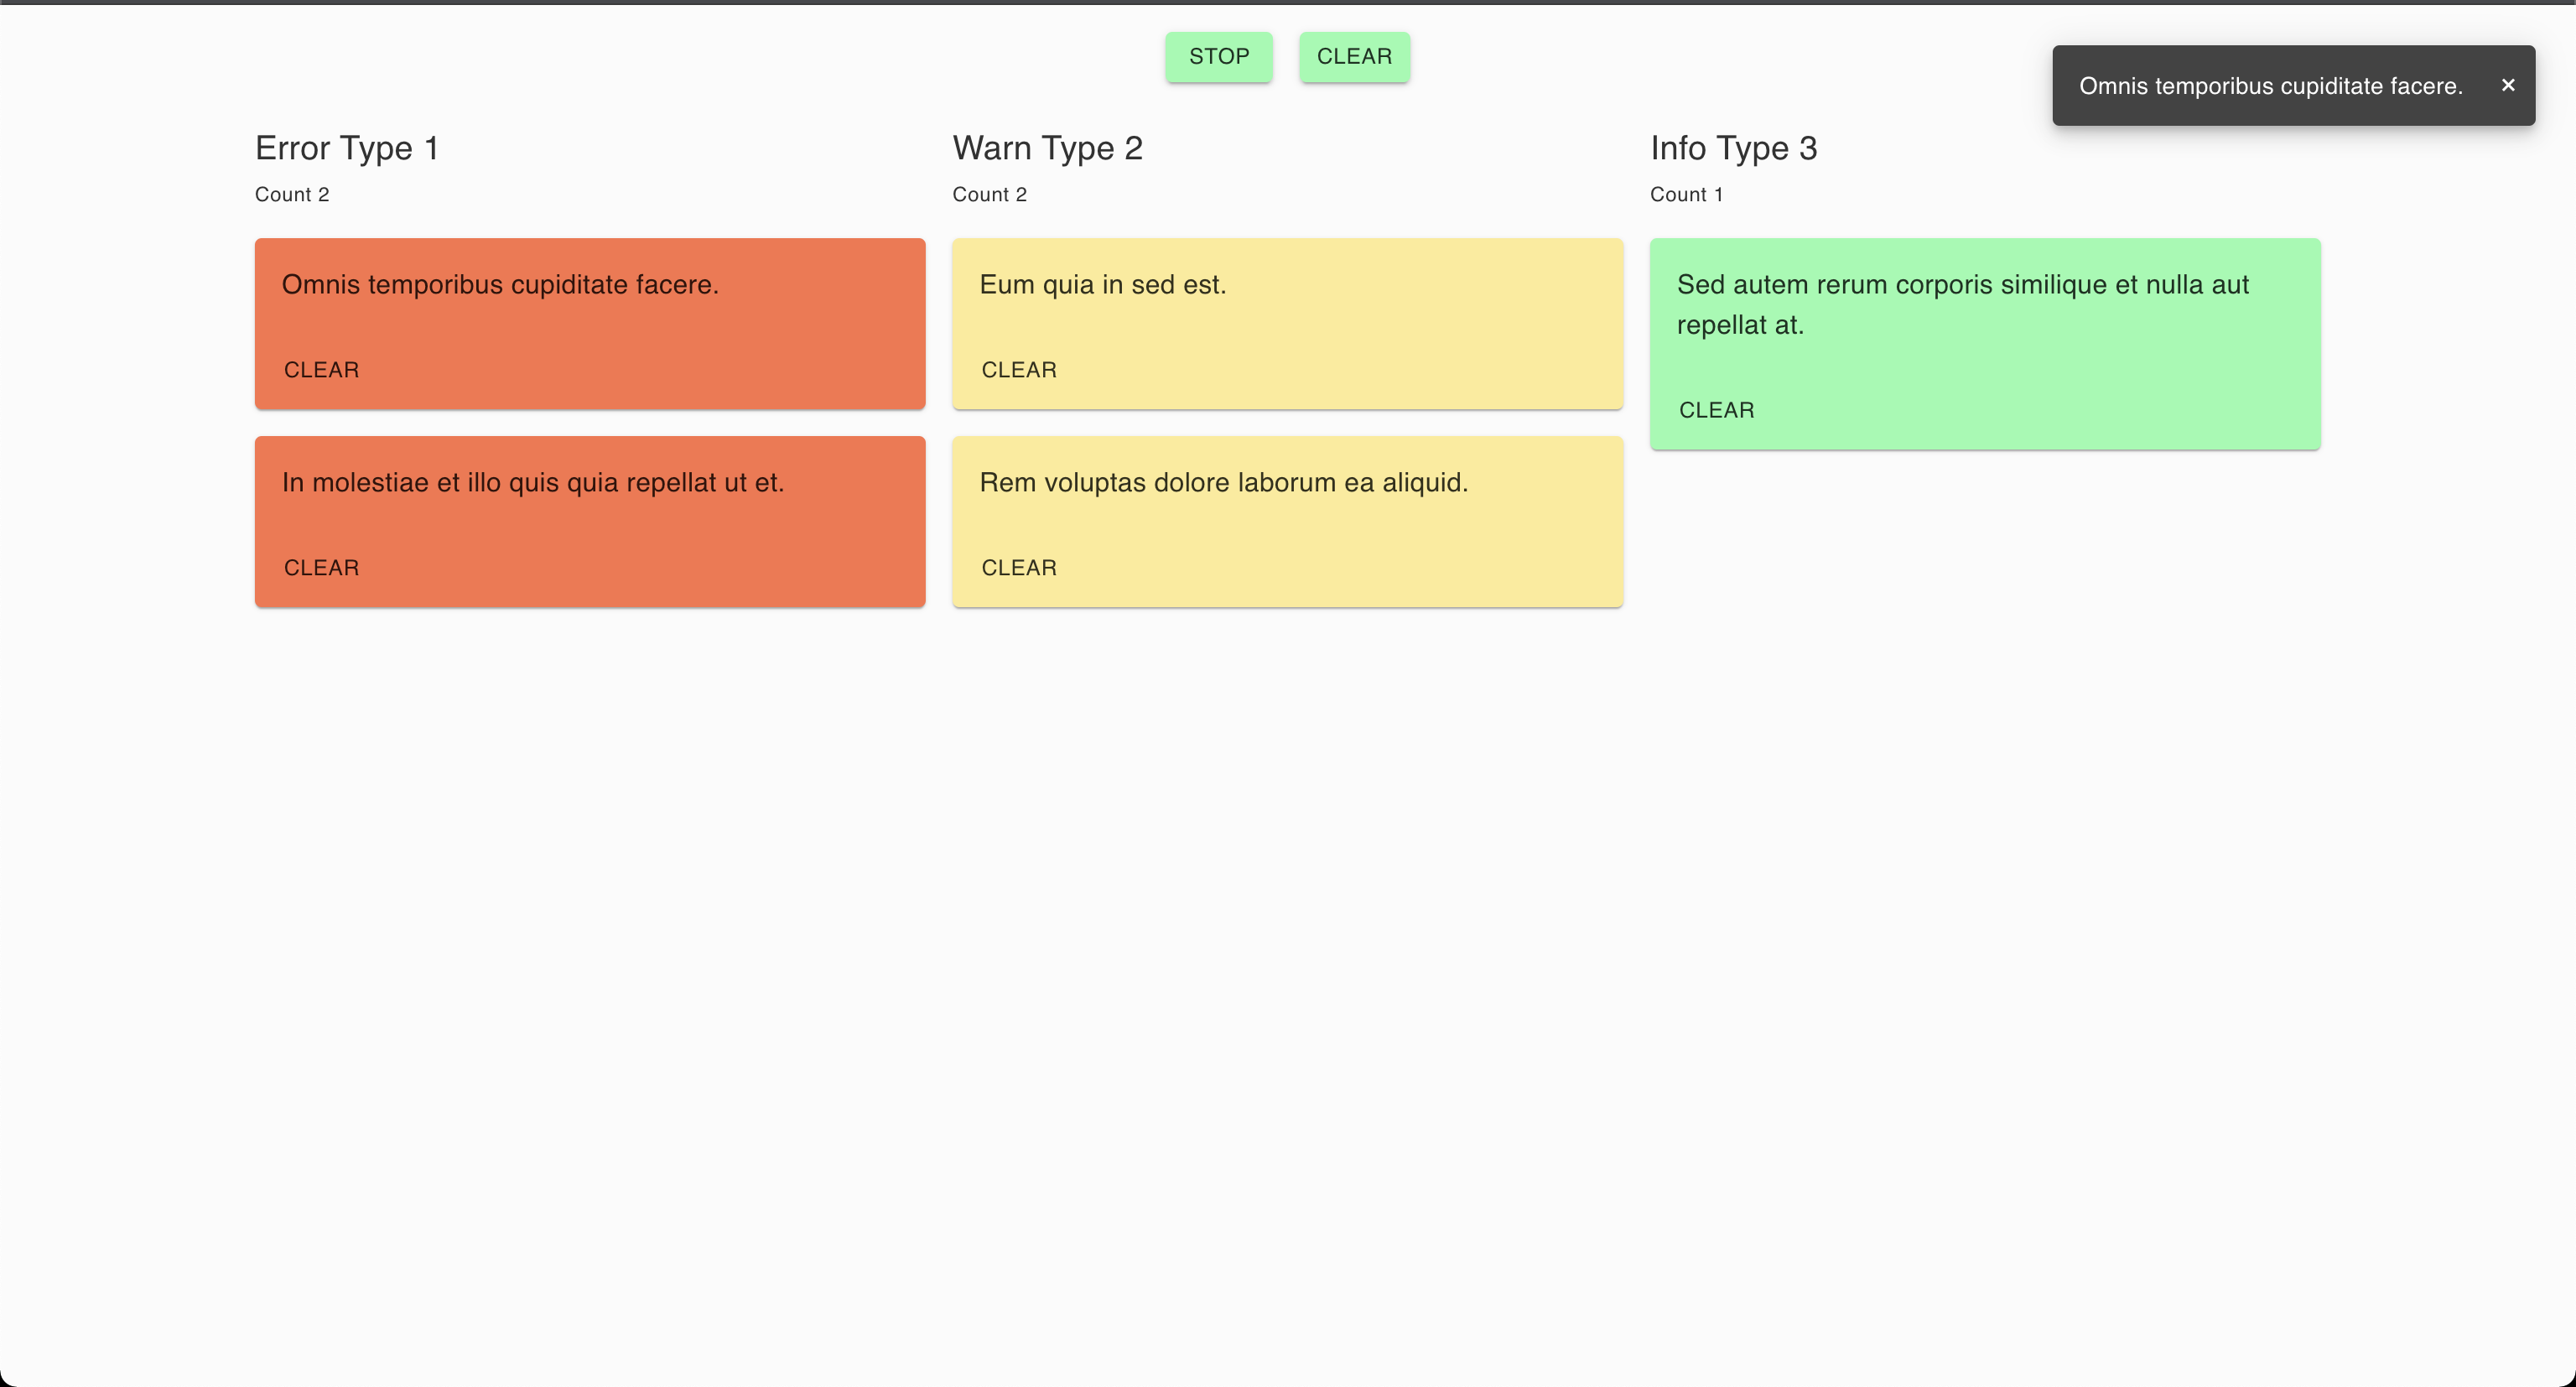 STOP
CLEAR
Omnis temporibus cupiditate facere.
×
Error Type 1
Count 2
Omnis temporibus cupiditate facere.
CLEAR
In molestiae et illo quis quia repellat ut et.
CLEAR
Warn Type 2
Count 2
Eum quia in sed est.
CLEAR
Rem voluptas dolore laborum ea aliquid.
CLEAR
Info Type 3
Count 1
Sed autem rerum corporis similique et nulla aut
repellat at.
CLEAR